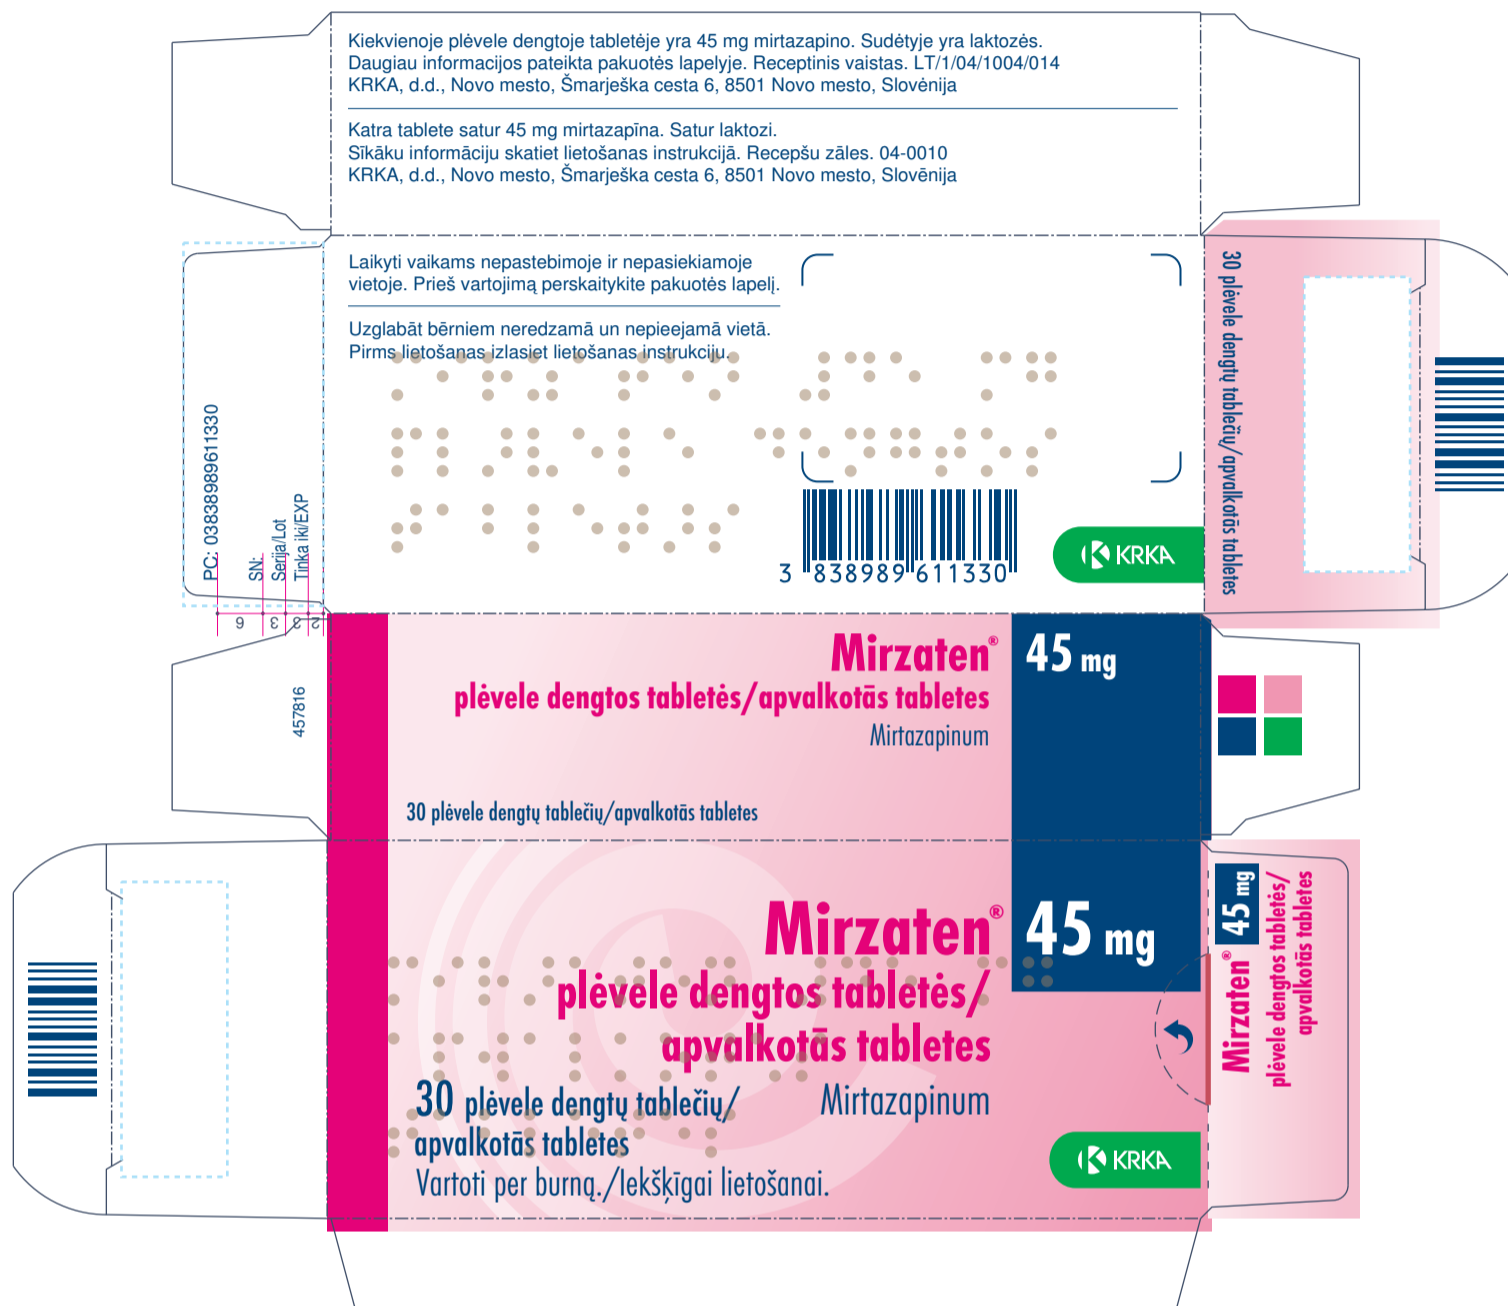 Kiekvienoje plėvele dengtoje tabletėje yra 45 mg mirtazapino. Sudėtyje yra laktozės.
Daugiau informacijos pateikta pakuotės lapelyje. Receptinis vaistas. LT/1/04/1004/014
KRKA, d.d., Novo mesto, Šmarješka cesta 6, 8501 Novo mesto, Slovėnija
Katra tablete satur 45 mg mirtazapīna. Satur laktozi.
Sīkāku informāciju skatiet lietošanas instrukcijā. Recepšu zāles. 04-0010
KRKA, d.d., Novo mesto, Šmarješka cesta 6, 8501 Novo mesto, Slovēnija
Laikyti vaikams nepastebimoje ir nepasiekiamoje
vietoje. Prieš vartojimą perskaitykite pakuotės lapelį.
Uzglabāt bērniem neredzamā un nepieejamā vietā.
Pirms lietošanas izlasiet lietošanas instrukciju.
PC: 03838989611330
SN:
Serija/Lot
Tinka iki/EXP
6 3 3 2
3 838989 611330
KRKA
30 plėvele dengtų tablečių/apvalkotās tabletes
457816
Mirzaten®
45 mg
plėvele dengtos tabletės/apvalkotās tabletes
Mirtazapinum
30 plėvele dengtų tablečių/apvalkotās tabletes
Mirzaten®
45 mg
plėvele dengtos tabletės/
apvalkotās tabletes
Mirtazapinum
30 plėvele dengtų tablečių/
apvalkotās tabletes
Vartoti per burną./Iekšķīgai lietošanai.
KRKA
Mirzaten® 45 mg
plėvele dengtos tabletės/
apvalkotās tabletes